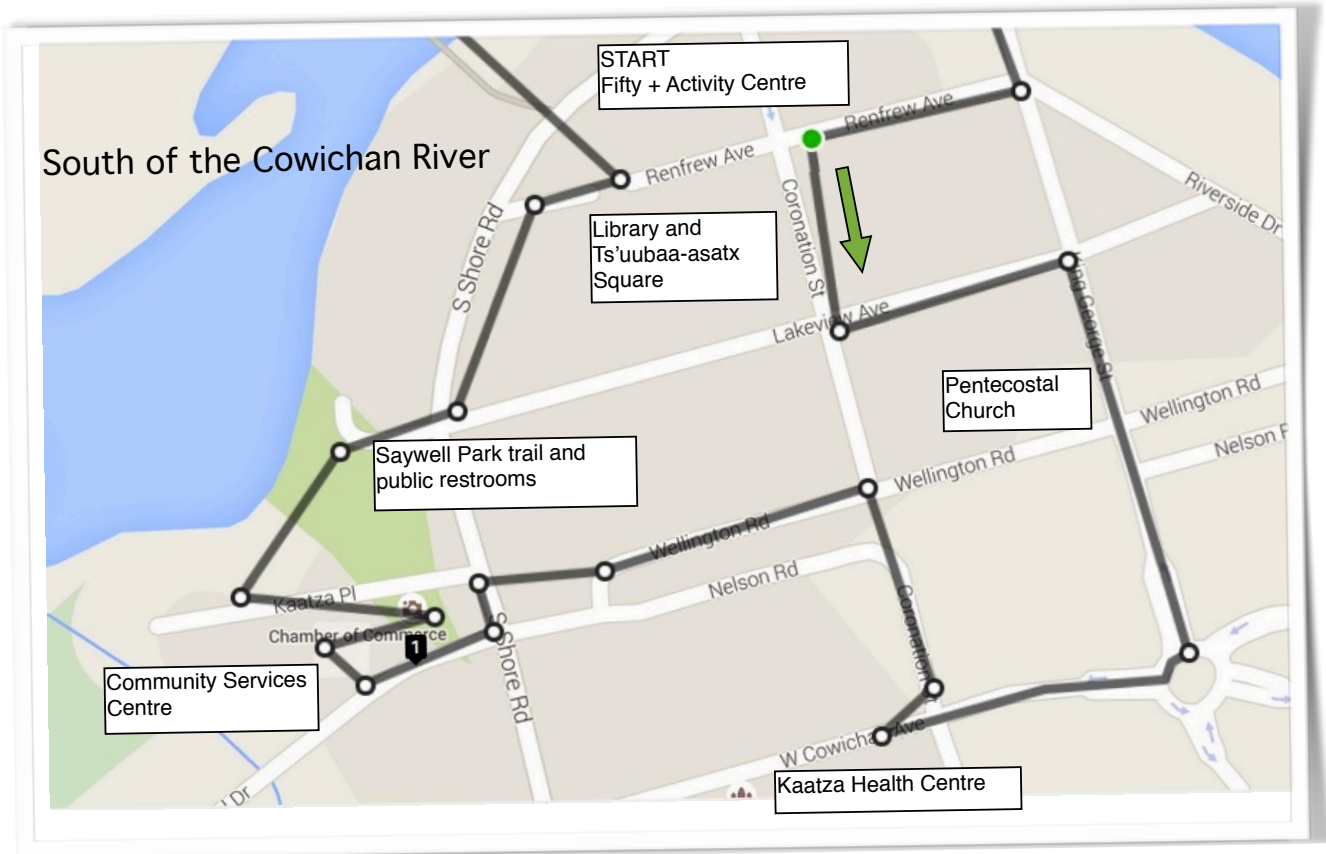 START
Fifty + Activity Centre
Renfrew Ave
South of the Cowichan River
Renfrew Ave
Riverside Dr
Coronation St
S Shore Rd
Library and
Ts'uubaa-asatx
Square
King George St
Lakeview Ave
Pentecostal
Church
Wellington Rd
Nelson R
Saywell Park trail and
public restrooms
Wellington Rd
Wellington Rd
Nelson Rd
Kaatza Pl
Coronation St
Chamber of Commerce
1
S Shore Rd
Community Services
Centre
W Cowichan Ave
Kaatza Health Centre
Dr